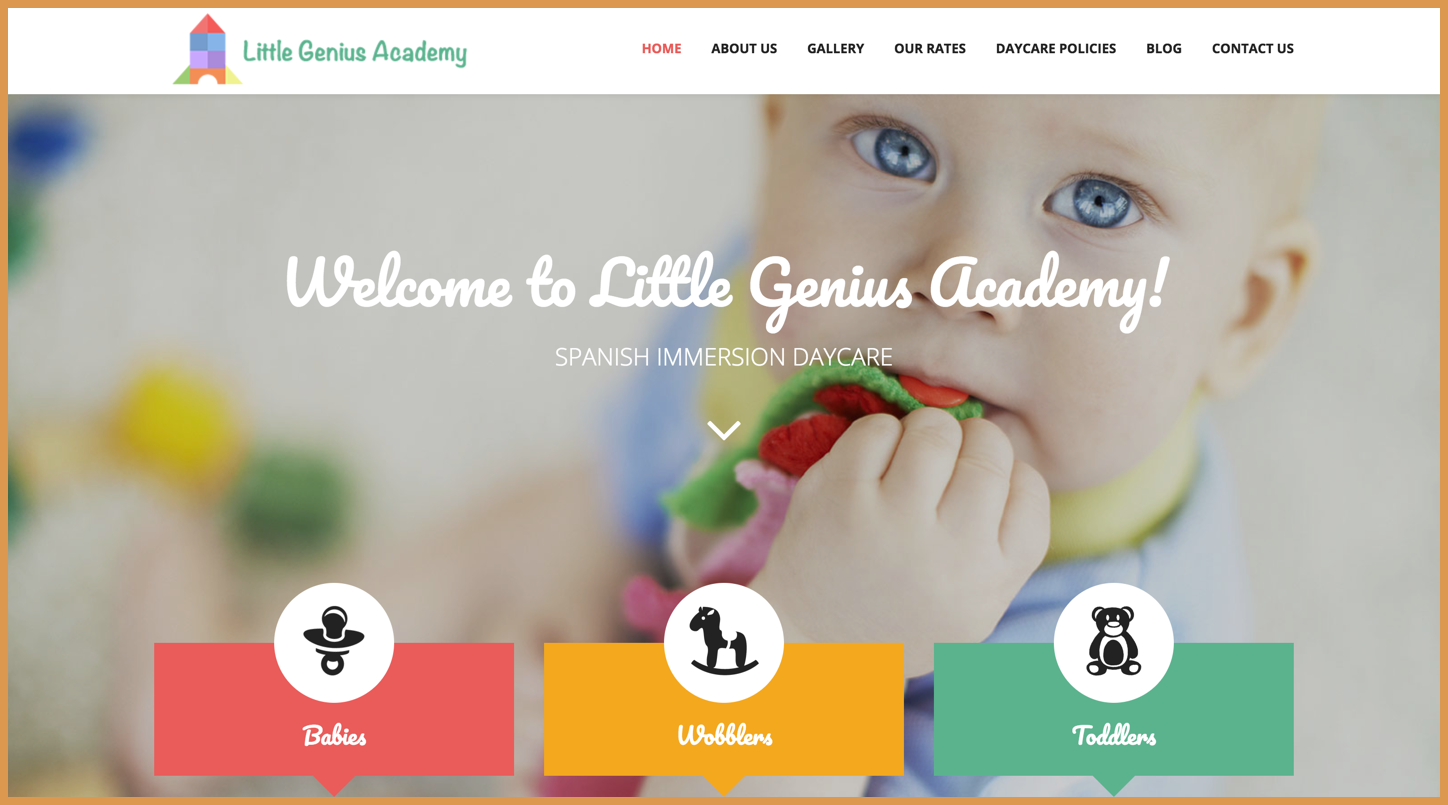 Little Genius Academy
HOME ABOUT US GALLERY OUR RATES DAYCARE POLICIES BLOG CONTACT US
Welcome to Little Genius Academy!
SPANISH IMMERSION DAYCARE
Babies
Wobblers
Toddlers